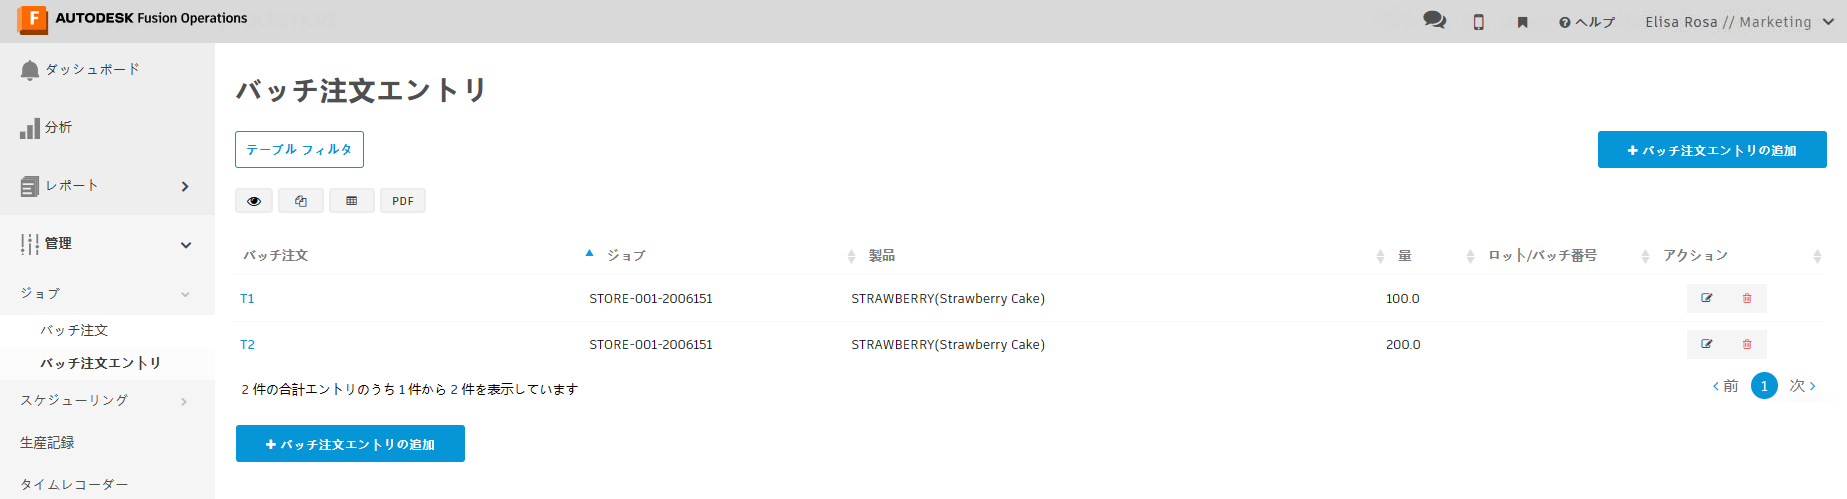 AUTODESK Fusion Operations
ヘルプ
Elisa Rosa // Marketing
ダッシュボード
分析
レポート
管理
ジョブ
バッチ注文
バッチ注文エントリ
スケジューリング
生産記録
タイムレコーダー
バッチ注文エントリ
テーブル フィルタ
+ バッチ注文エントリの追加
PDF
バッチ注文 ジョブ 製品 量 ロット/バッチ番号 アクション
T1 STORE-001-2006151 STRAWBERRY(Strawberry Cake) 100.0
T2 STORE-001-2006151 STRAWBERRY(Strawberry Cake) 200.0
2 件の合計エントリのうち 1 件から 2 件を表示しています
< 前 1 次 >
+ バッチ注文エントリの追加